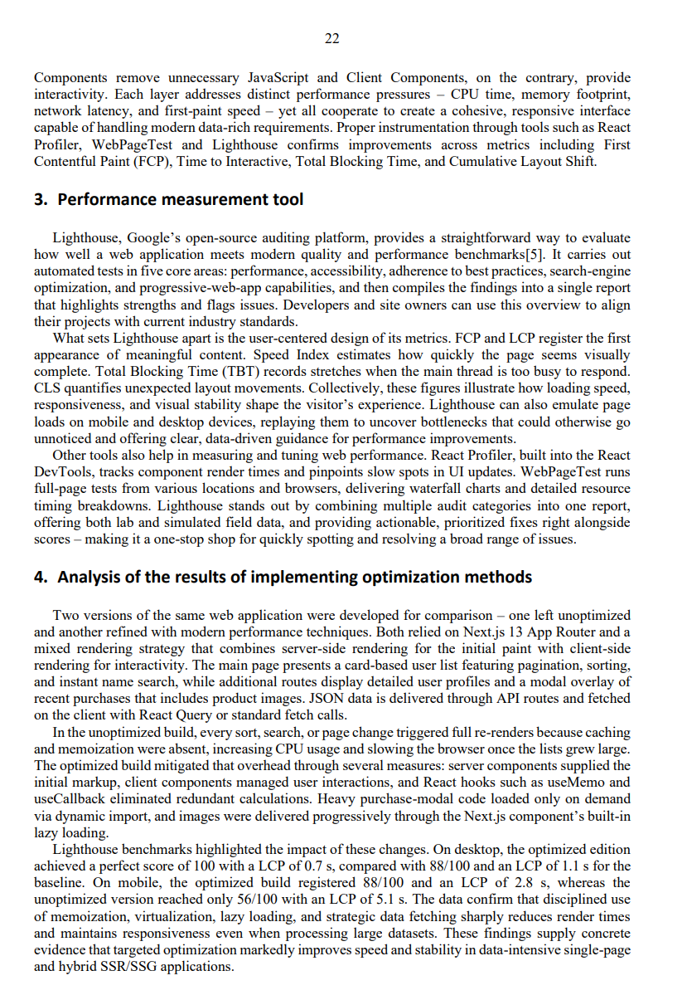 22
Components remove unnecessary JavaScript and Client Components, on the contrary, provide
interactivity. Each layer addresses distinct performance pressures – CPU time, memory footprint,
network latency, and first-paint speed – yet all cooperate to create a cohesive, responsive interface
capable of handling modern data-rich requirements. Proper instrumentation through tools such as React
Profiler, WebPageTest and Lighthouse confirms improvements across metrics including First
Contentful Paint (FCP), Time to Interactive, Total Blocking Time, and Cumulative Layout Shift.
3. Performance measurement tool
Lighthouse, Google’s open-source auditing platform, provides a straightforward way to evaluate
how well a web application meets modern quality and performance benchmarks[5]. It carries out
automated tests in five core areas: performance, accessibility, adherence to best practices, search-engine
optimization, and progressive-web-app capabilities, and then compiles the findings into a single report
that highlights strengths and flags issues. Developers and site owners can use this overview to align
their projects with current industry standards.
What sets Lighthouse apart is the user-centered design of its metrics. FCP and LCP register the first
appearance of meaningful content. Speed Index estimates how quickly the page seems visually
complete. Total Blocking Time (TBT) records stretches when the main thread is too busy to respond.
CLS quantifies unexpected layout movements. Collectively, these figures illustrate how loading speed,
responsiveness, and visual stability shape the visitor’s experience. Lighthouse can also emulate page
loads on mobile and desktop devices, replaying them to uncover bottlenecks that could otherwise go
unnoticed and offering clear, data-driven guidance for performance improvements.
Other tools also help in measuring and tuning web performance. React Profiler, built into the React
DevTools, tracks component render times and pinpoints slow spots in UI updates. WebPageTest runs
full-page tests from various locations and browsers, delivering waterfall charts and detailed resource
timing breakdowns. Lighthouse stands out by combining multiple audit categories into one report,
offering both lab and simulated field data, and providing actionable, prioritized fixes right alongside
scores – making it a one-stop shop for quickly spotting and resolving a broad range of issues.
4. Analysis of the results of implementing optimization methods
Two versions of the same web application were developed for comparison – one left unoptimized
and another refined with modern performance techniques. Both relied on Next.js 13 App Router and a
mixed rendering strategy that combines server-side rendering for the initial paint with client-side
rendering for interactivity. The main page presents a card-based user list featuring pagination, sorting,
and instant name search, while additional routes display detailed user profiles and a modal overlay of
recent purchases that includes product images. JSON data is delivered through API routes and fetched
on the client with React Query or standard fetch calls.
In the unoptimized build, every sort, search, or page change triggered full re-renders because caching
and memoization were absent, increasing CPU usage and slowing the browser once the lists grew large.
The optimized build mitigated that overhead through several measures: server components supplied the
initial markup, client components managed user interactions, and React hooks such as useMemo and
useCallback eliminated redundant calculations. Heavy purchase-modal code loaded only on demand
via dynamic import, and images were delivered progressively through the Next.js component’s built-in
lazy loading.
Lighthouse benchmarks highlighted the impact of these changes. On desktop, the optimized edition
achieved a perfect score of 100 with a LCP of 0.7 s, compared with 88/100 and an LCP of 1.1 s for the
baseline. On mobile, the optimized build registered 88/100 and an LCP of 2.8 s, whereas the
unoptimized version reached only 56/100 with an LCP of 5.1 s. The data confirm that disciplined use
of memoization, virtualization, lazy loading, and strategic data fetching sharply reduces render times
and maintains responsiveness even when processing large datasets. These findings supply concrete
evidence that targeted optimization markedly improves speed and stability in data-intensive single-page
and hybrid SSR/SSG applications.